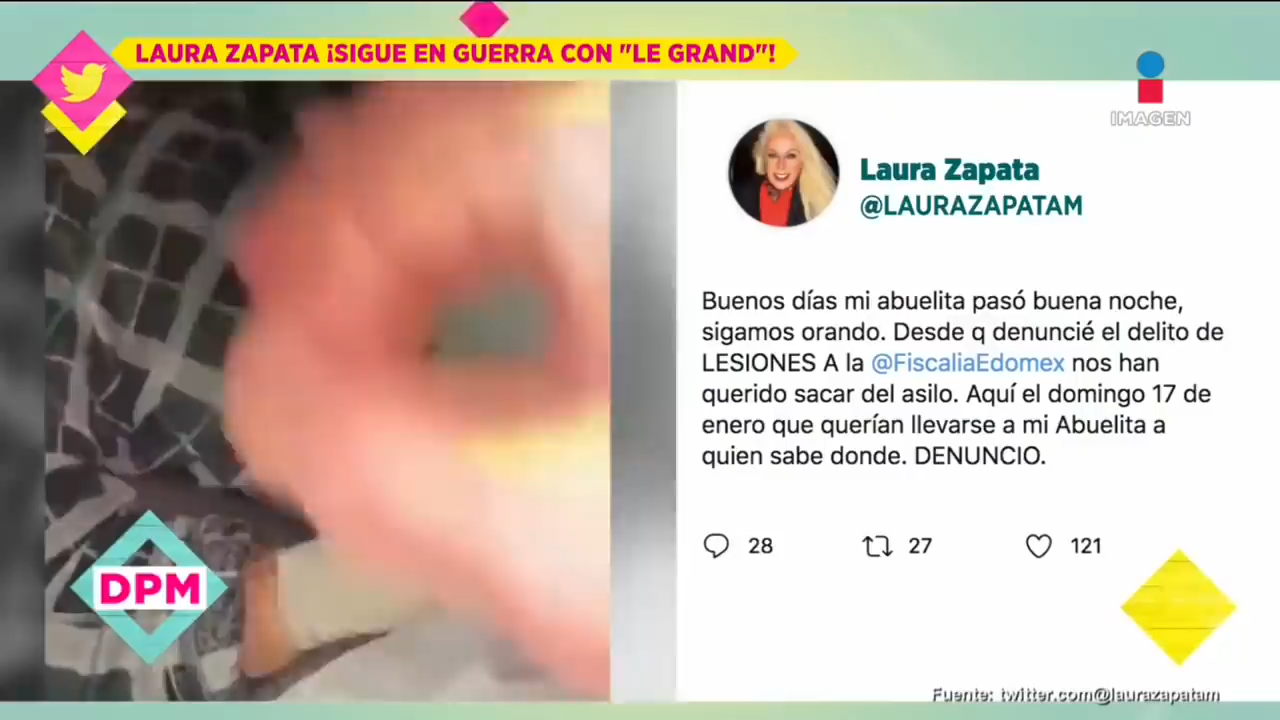 LAURA ZAPATA ¡SIGUE EN GUERRA CON "LE GRAND"!
IMAGEN
Laura Zapata
@LAURAZAPATAM
Buenos días mi abuelita pasó buena noche,
sigamos orando. Desde q denuncié el delito de
LESIONES A la @FiscaliaEdomex nos han
querido sacar del asilo. Aquí el domingo 17 de
enero que querían llevarse a mi Abuelita a
quien sabe donde. DENUNCIO.
28 27 121
DPM
Fuente: twitter.com@laurazapatam